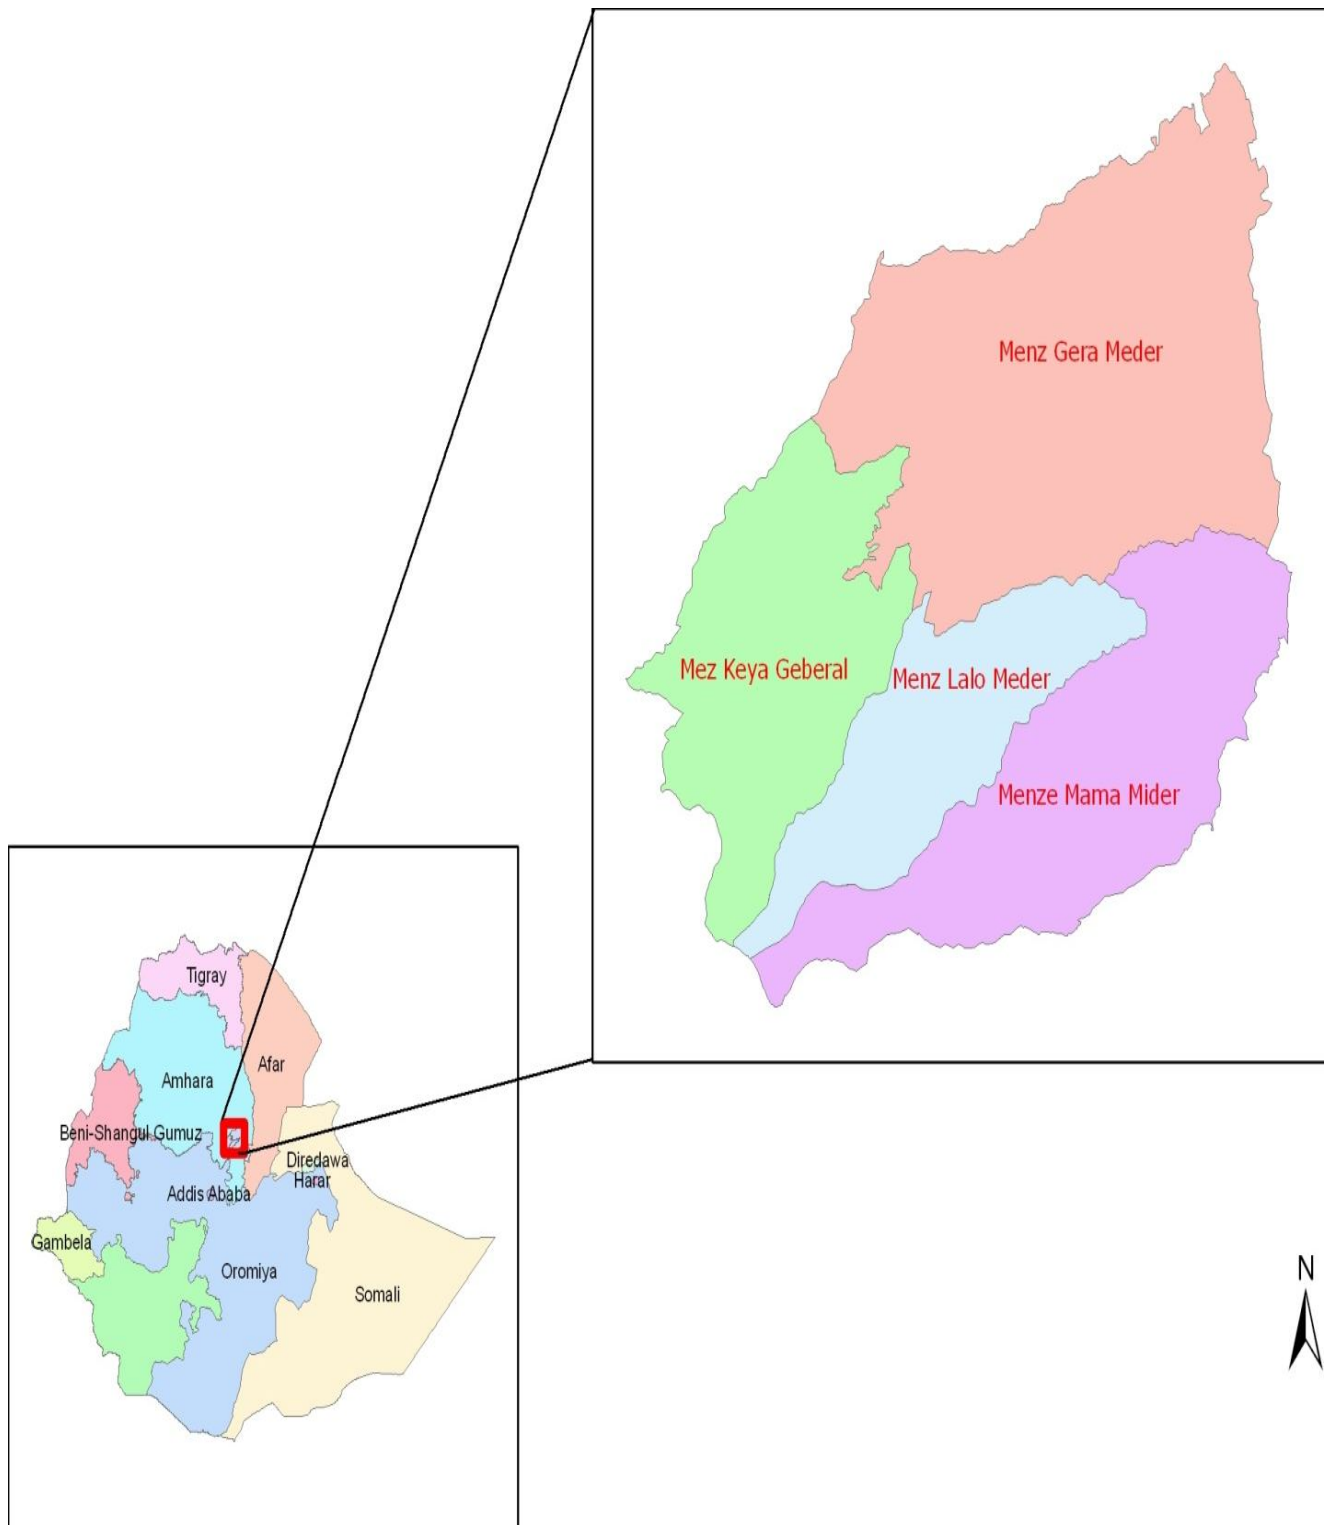 Menz Gera Meder
Mez Keya Geberal
Menz Lalo Meder
Menze Mama Mider
Tigray
Afar
Amhara
Beni-Shangul Gumuz
Diredawa
Harar
Addis Ababa
Gambela
Oromiya
Somali
N